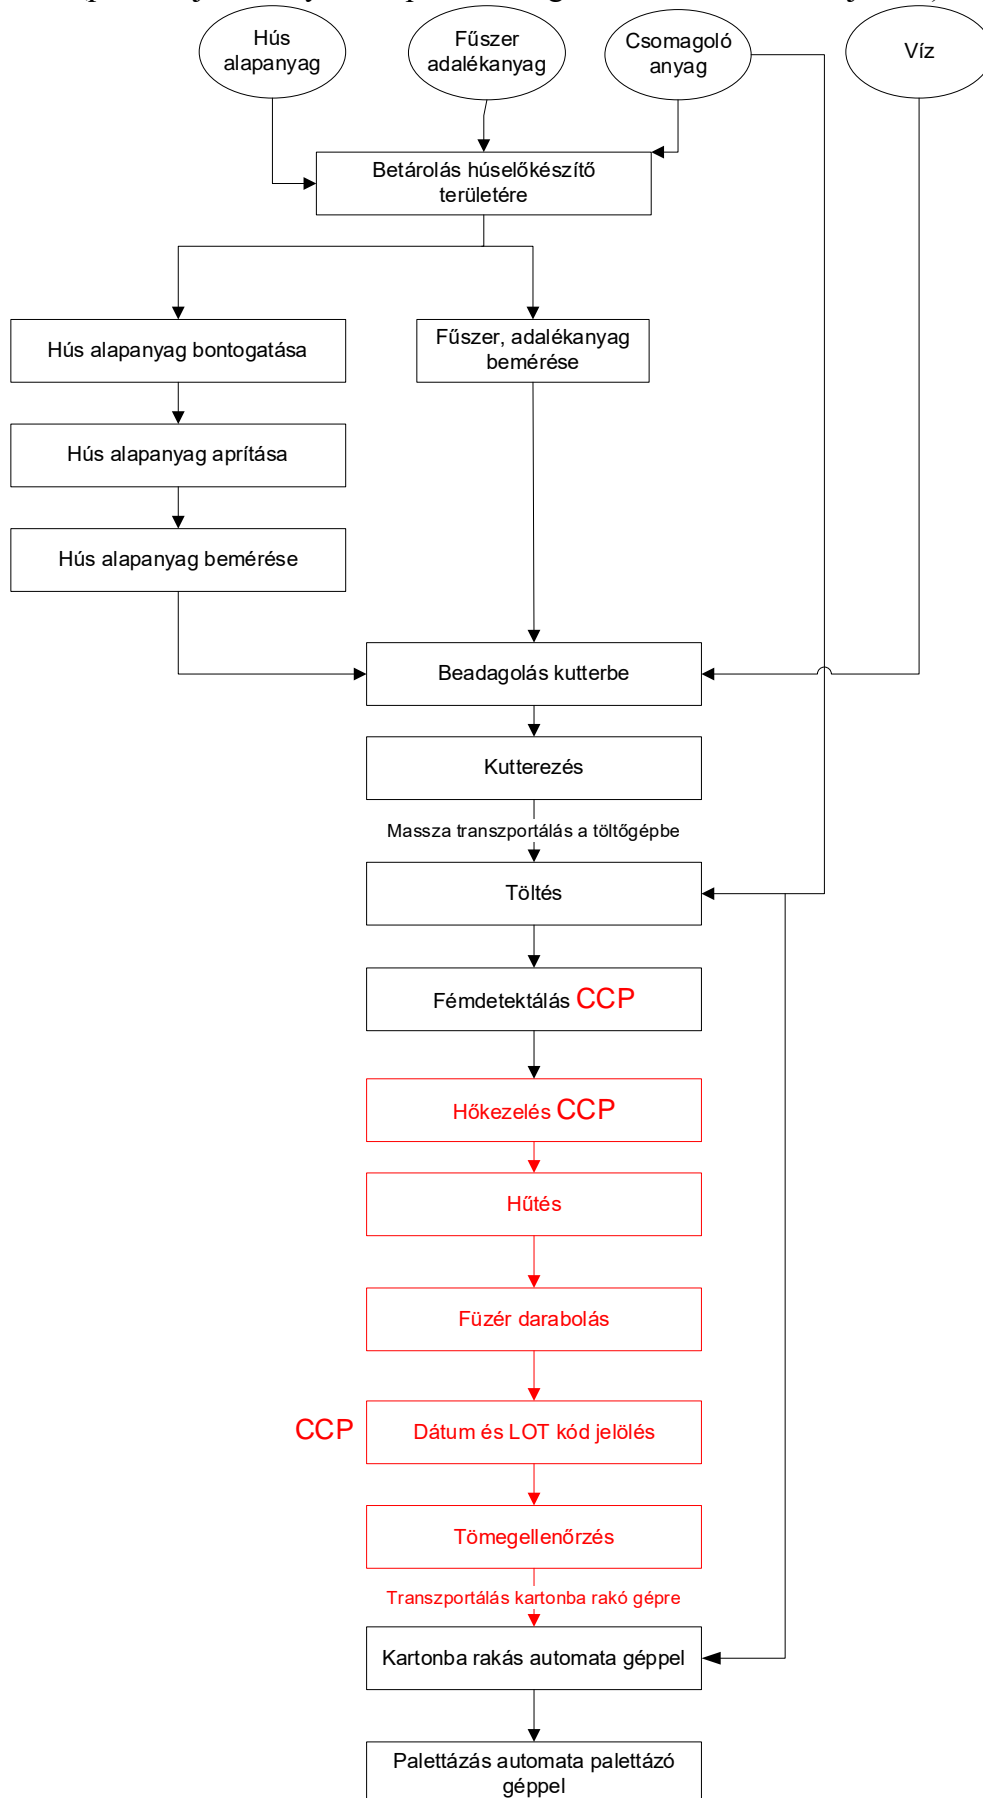 Hús
alapanyag
Fűszer
adalékanyag
Csomagoló
anyag
Víz
Betárolás húselőkészítő
területére
Hús alapanyag bontogatása
Fűszer, adalékanyag
bemérése
Hús alapanyag aprítása
Hús alapanyag bemérése
Beadagolás kutterbe
Kutterezés
Massza transzportálás a töltőgépbe
Töltés
Fémdetektálás CCP
Hőkezelés CCP
Hűtés
Füzér darabolás
CCP
Dátum és LOT kód jelölés
Tömegellenőrzés
Transzportálás kartonba rakó gépre
Kartonba rakás automata géppel
Palettázás automata palettázó
géppel